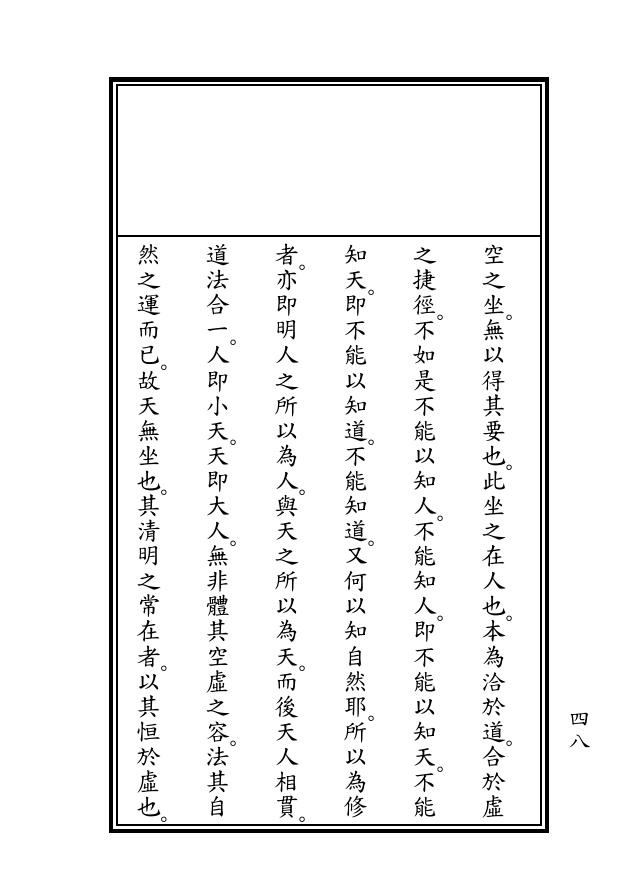 空之坐。無以得其要也。此坐之在人也。本為洽於道。合於虛
之捷徑。不如是不能以知人。不能知人。即不能以知天。不能
知天。即不能以知道。不能知道。又何以知自然耶。所以為修
者。亦即明人之所以為人。與天之所以為天。而後天人相貫。
道法合一。人即小天。天即大人。無非體其空虛之容。法其自
然之運而已。故天無坐也。其清明之常在者。以其恒於虛也。
四八